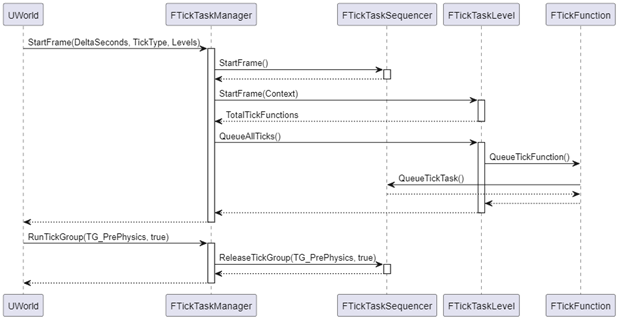 UWorld FTickTaskManager FTickTaskSequencer FTickTaskLevel FTickFunction
StartFrame(DeltaSeconds, TickType, Levels)
StartFrame()
StartFrame(Context)
TotalTickFunctions
QueueAllTicks()
QueueTickFunction()
QueueTickTask()
RunTickGroup(TG_PrePhysics, true)
ReleaseTickGroup(TG_PrePhysics, true)
UWorld FTickTaskManager FTickTaskSequencer FTickTaskLevel FTickFunction